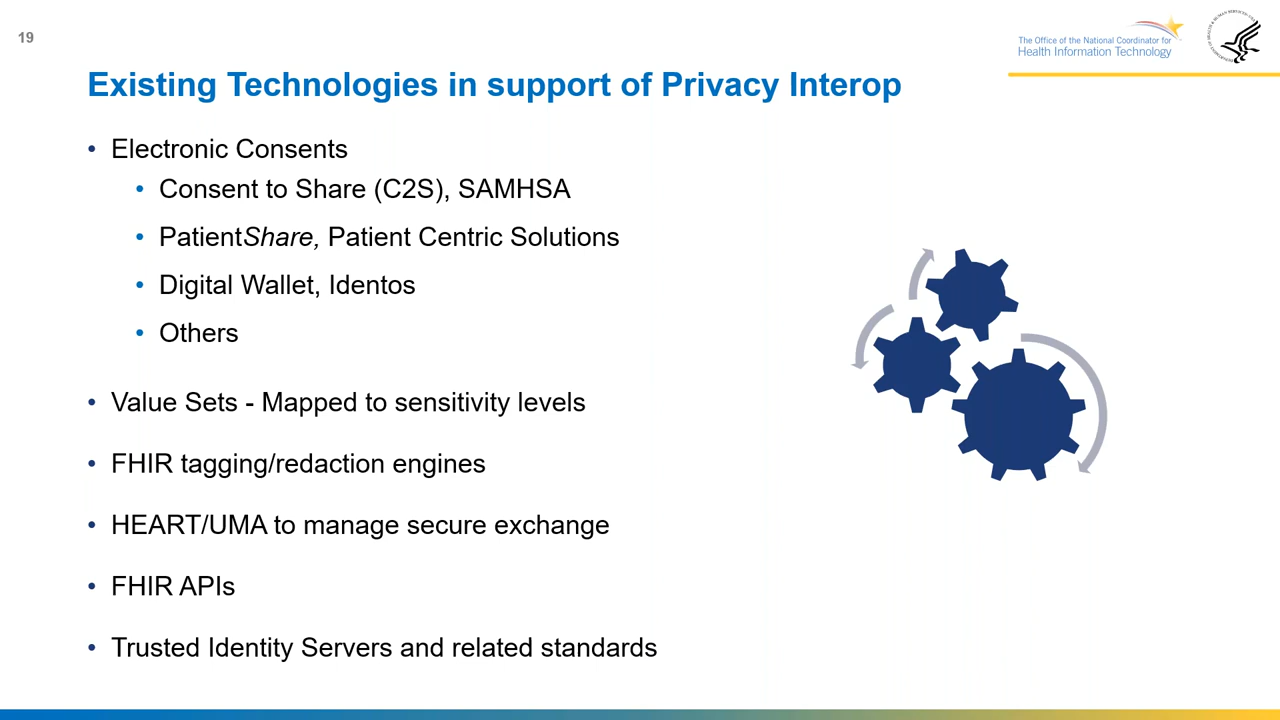 19
The Office of the National Coordinator for
Health Information Technology
Existing Technologies in support of Privacy Interop
• Electronic Consents
• Consent to Share (C2S), SAMHSA
• PatientShare, Patient Centric Solutions
• Digital Wallet, Identos
• Others
• Value Sets - Mapped to sensitivity levels
• FHIR tagging/redaction engines
• HEART/UMA to manage secure exchange
• FHIR APIs
• Trusted Identity Servers and related standards